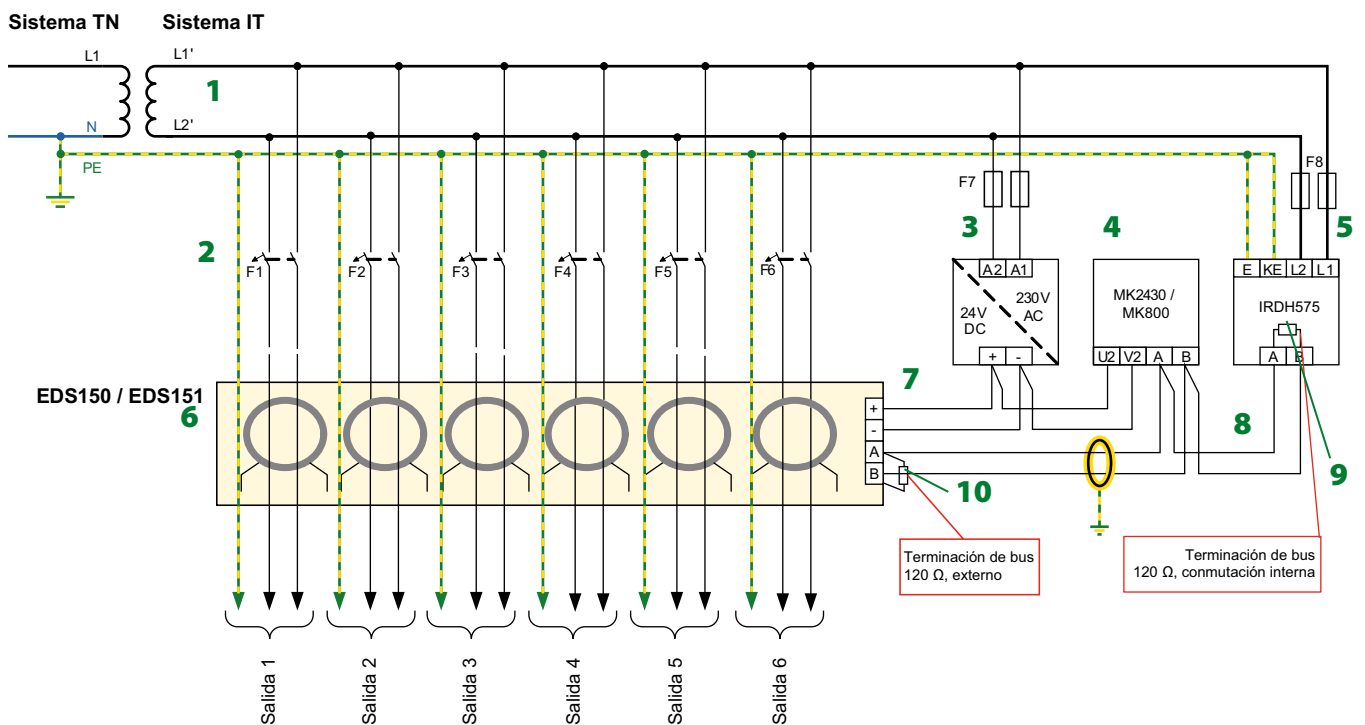 Sistema TN
Sistema IT
L1
L1'
1
N
L2'
PE
F7
F8
2
3
4
5
F1
F2
F3
F4
F5
F6
A2
A1
E
KE
L2
L1
24V
DC
230V
AC
MK2430 /
MK800
IRDH575
+
-
U2
V2
A
B
A
B
EDS150 / EDS151
6
7
+
-
A
B
8
9
10
Terminación de bus
120 Ω, externo
Terminación de bus
120 Ω, conmutación interna
Salida 1
Salida 2
Salida 3
Salida 4
Salida 5
Salida 6